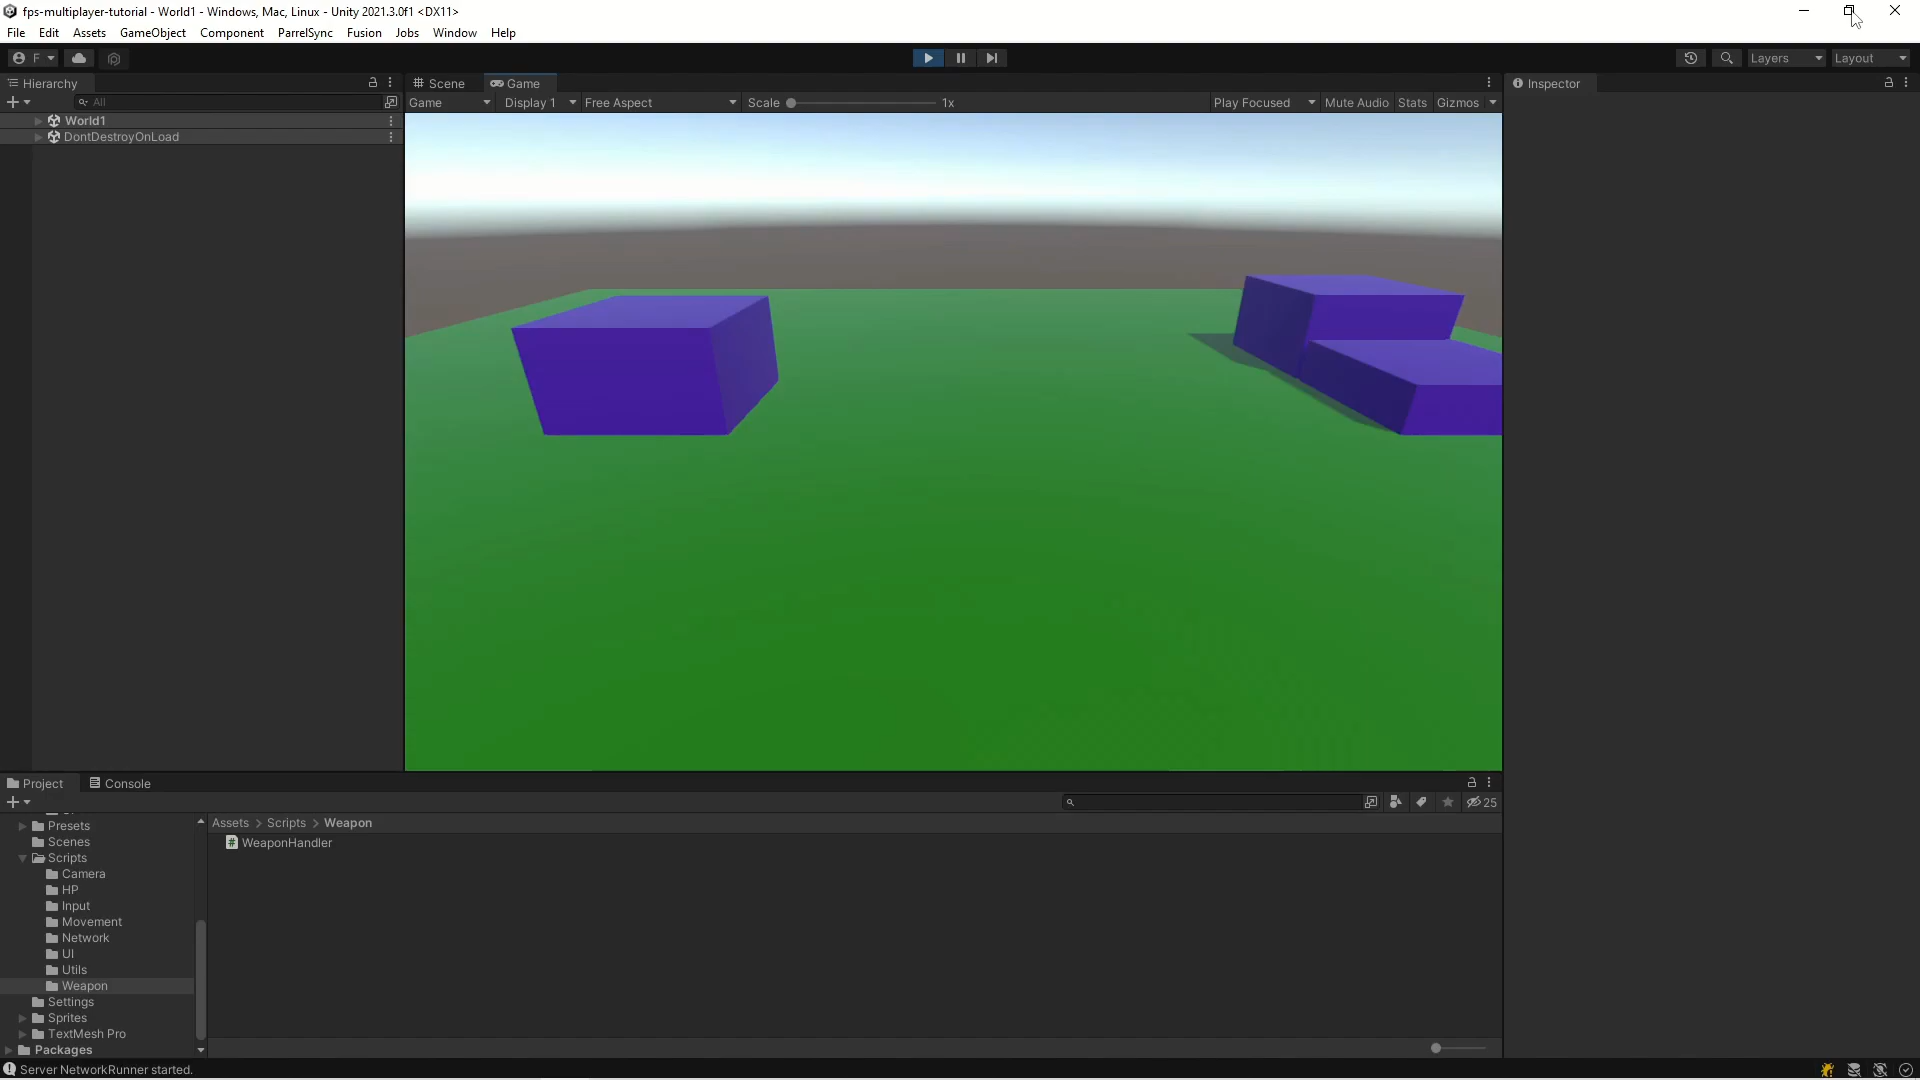 fps-multiplayer-tutorial - World1 - Windows, Mac, Linux - Unity 2021.3.0f1 <DX11>
File Edit Assets GameObject Component ParrelSync Fusion Jobs Window Help
F Layers Layout
Hierarchy Scene Game Inspector
All Game Display 1 Free Aspect Scale 1x Play Focused Mute Audio Stats Gizmos
World1
DontDestroyOnLoad
Project Console
25
Assets > Scripts > Weapon
WeaponHandler
Presets
Scenes
Scripts
Camera
HP
Input
Movement
Network
UI
Utils
Weapon
Settings
Sprites
TextMesh Pro
Packages
Server NetworkRunner started.